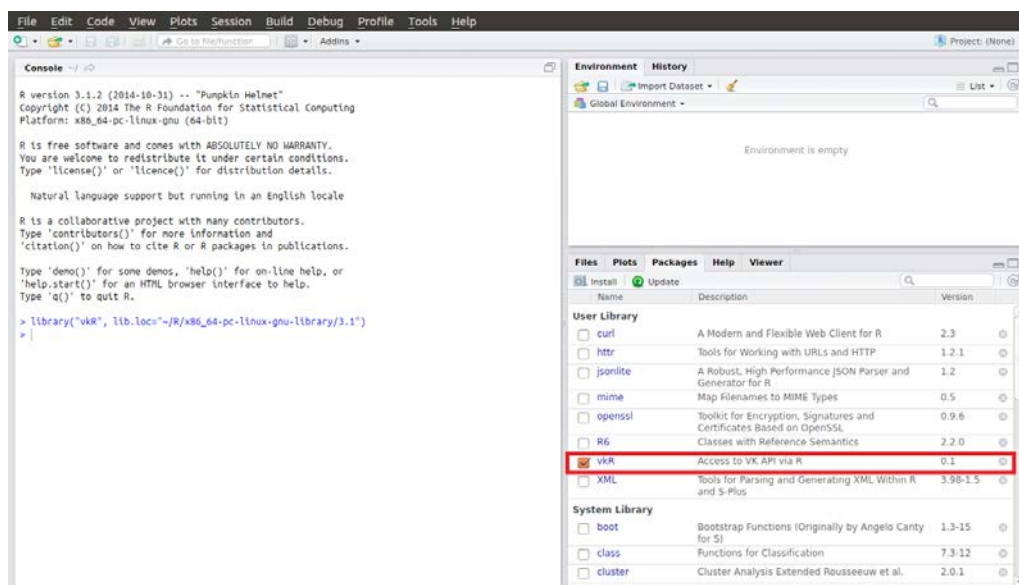 File Edit Code View Plots Session Build Debug Profile Tools Help
Go to file/function Addins Project: (None)
Console ~/
R version 3.1.2 (2014-10-31) -- "Pumpkin Helmet"
Copyright (C) 2014 The R Foundation for Statistical Computing
Platform: x86_64-pc-linux-gnu (64-bit)
R is free software and comes with ABSOLUTELY NO WARRANTY.
You are welcome to redistribute it under certain conditions.
Type 'license()' or 'licence()' for distribution details.
Natural language support but running in an English locale
R is a collaborative project with many contributors.
Type 'contributors()' for more information and
'citation()' on how to cite R or R packages in publications.
Type 'demo()' for some demos, 'help()' for on-line help, or
'help.start()' for an HTML browser interface to help.
Type 'q()' to quit R.
> library("vkR", lib.loc="~/R/x86_64-pc-linux-gnu-library/3.1")
>
Environment History
Import Dataset List
Global Environment
Environment is empty
Files Plots Packages Help Viewer
Install Update
Name Description Version
User Library
curl A Modern and Flexible Web Client for R 2.3
httr Tools for Working with URLs and HTTP 1.2.1
jsonlite A Robust, High Performance JSON Parser and 1.2
Generator for R
mime Map Filenames to MIME Types 0.5
openssl Toolkit for Encryption, Signatures and 0.9.6
Certificates Based on OpenSSL
R6 Classes with Reference Semantics 2.2.0
vkR Access to VK API via R 0.1
XML Tools for Parsing and Generating XML Within R 3.98-1.5
and S-Plus
System Library
boot Bootstrap Functions (Originally by Angelo Canty 1.3-15
for S)
class Functions for Classification 7.3-12
cluster Cluster Analysis Extended Rousseeuw et al. 2.0.1